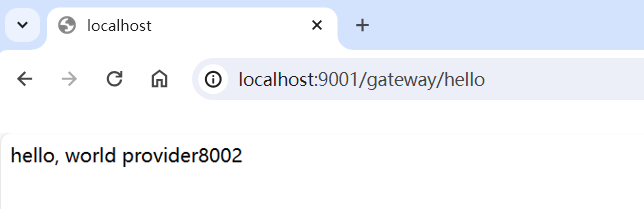 localhost
localhost:9001/gateway/hello
hello, world provider8002